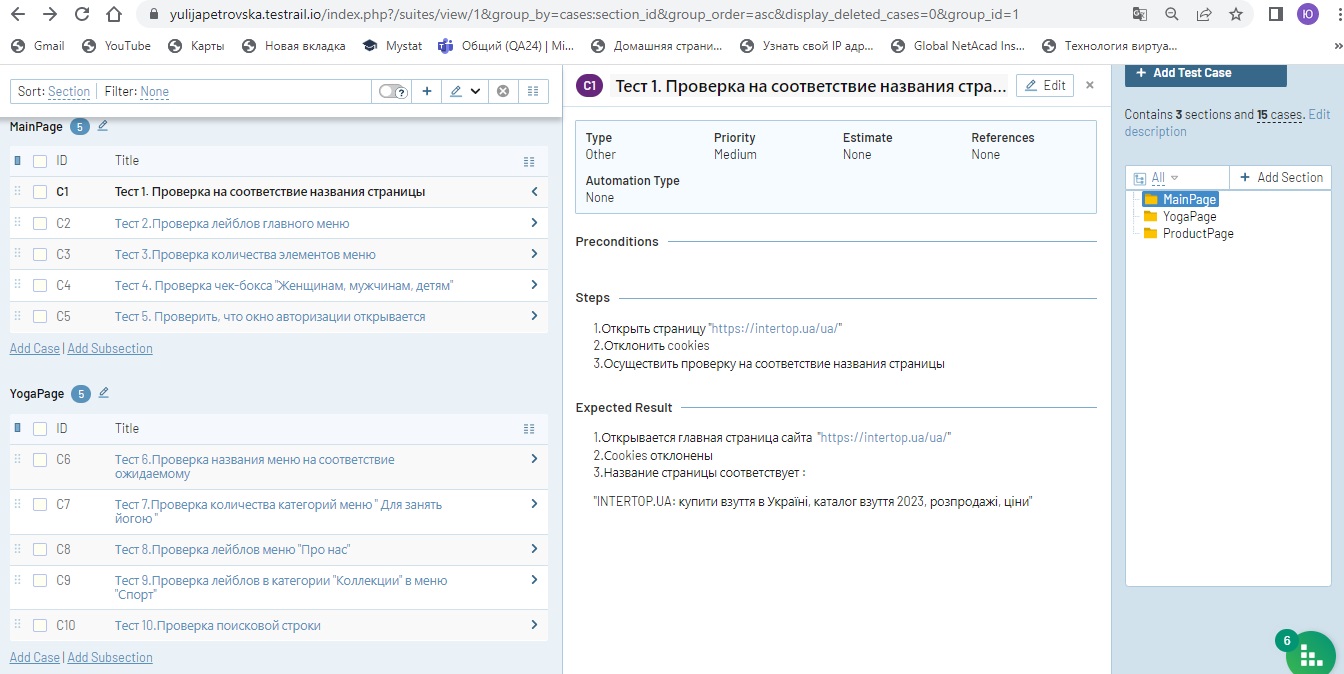 yulijapetrovska.testrail.io/index.php?/suites/view/1&group_by=cases:section_id&group_order=asc&display_deleted_cases=0&group_id=1
Ю
Gmail
YouTube
Карты
Новая вкладка
Mystat
Общий (QA24) | Mi...
Домашняя страни...
Узнать свой IP адр...
Global NetAcad Ins...
Технология виртуа...
»
Sort: Section | Filter: None
MainPage 5
ID Title
C1 Тест 1. Проверка на соответствие названия страницы
C2 Тест 2.Проверка лейблов главного меню
C3 Тест 3.Проверка количества элементов меню
C4 Тест 4. Проверка чек-бокса "Женщинам, мужчинам, детям"
C5 Тест 5. Проверить, что окно авторизации открывается
Add Case | Add Subsection
YogaPage 5
ID Title
C6 Тест 6.Проверка названия меню на соответствие
ожидаемому
C7 Тест 7.Проверка количества категорий меню " Для занять
йогою "
C8 Тест 8.Проверка лейблов меню "Про нас"
C9 Тест 9.Проверка лейблов в категории "Коллекции" в меню
"Спорт"
C10 Тест 10.Проверка поисковой строки
Add Case | Add Subsection
C1 Тест 1. Проверка на соответствие названия стра... Edit ×
Type Priority Estimate References
Other Medium None None
Automation Type
None
Preconditions
Steps
1.Открыть страницу "https://intertop.ua/ua/"
2.Отклонить cookies
3.Осуществить проверку на соответствие названия страницы
Expected Result
1.Открывается главная страница сайта "https://intertop.ua/ua/"
2.Cookies отклонены
3.Название страницы соответствует :
"INTERTOP.UA: купити взуття в Україні, каталог взуття 2023, розпродажі, ціни"
+ Add Test Case
Contains 3 sections and 15 cases. Edit
description
All + Add Section
MainPage
YogaPage
ProductPage
6